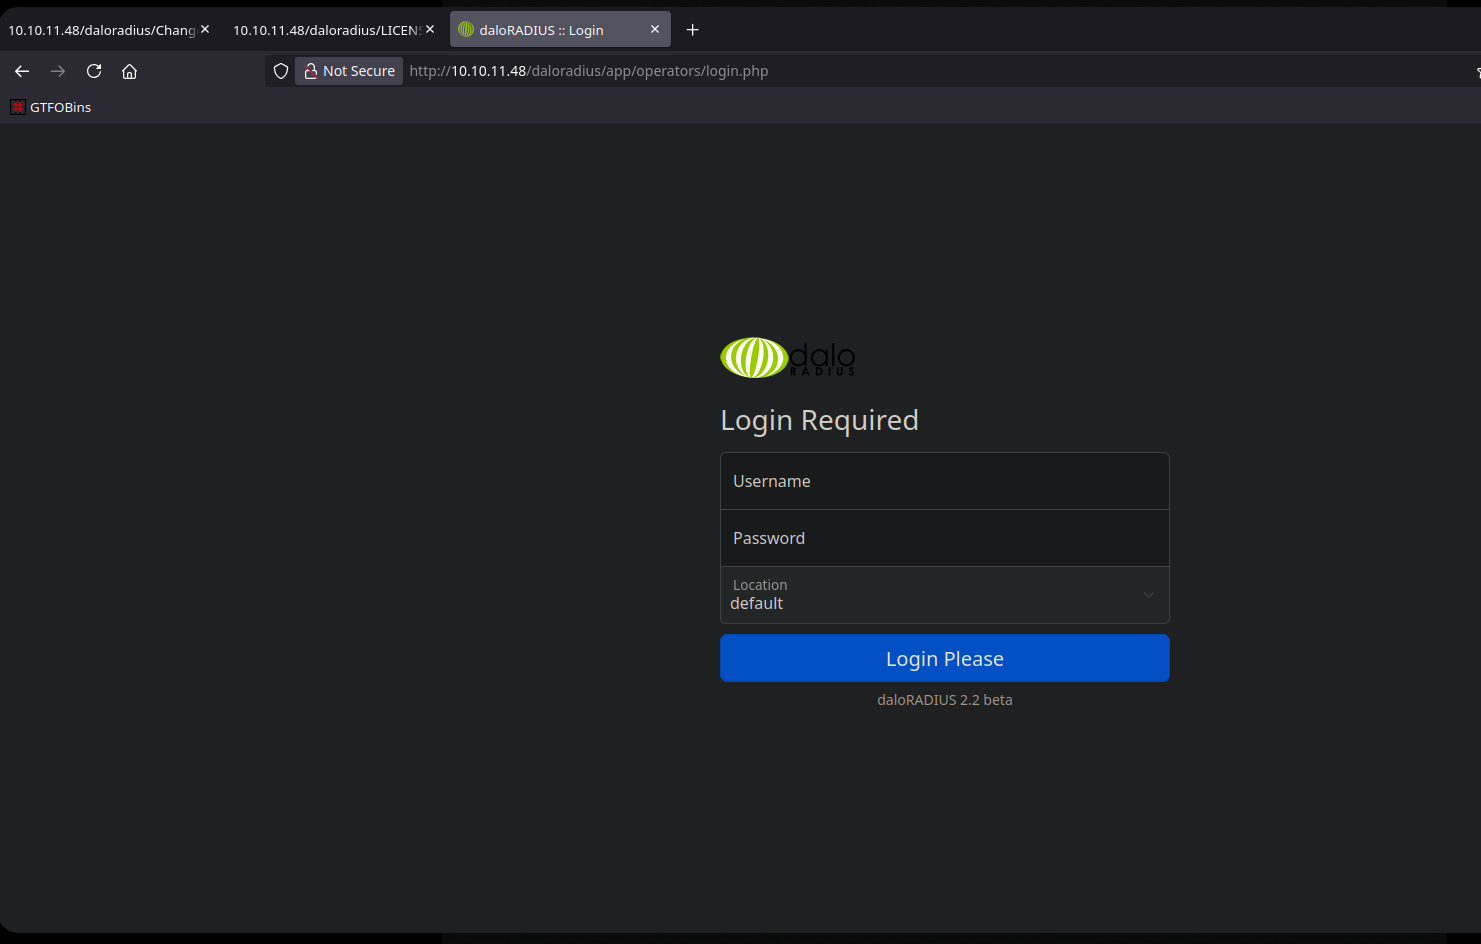 10.10.11.48/daloradius/Chang
10.10.11.48/daloradius/LICENS
daloRADIUS :: Login
Not Secure
http://10.10.11.48/daloradius/app/operators/login.php
GTFOBins
dalo
RADIUS
Login Required
Username
Password
Location
default
Login Please
daloRADIUS 2.2 beta